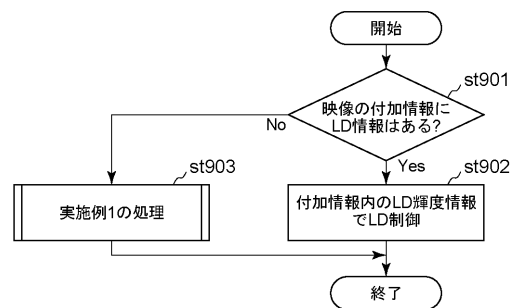 開始
st901
映像の付加情報に
LD情報はある?
No
Yes
st903
st902
実施例1の処理
付加情報内のLD輝度情報
でLD制御
終了